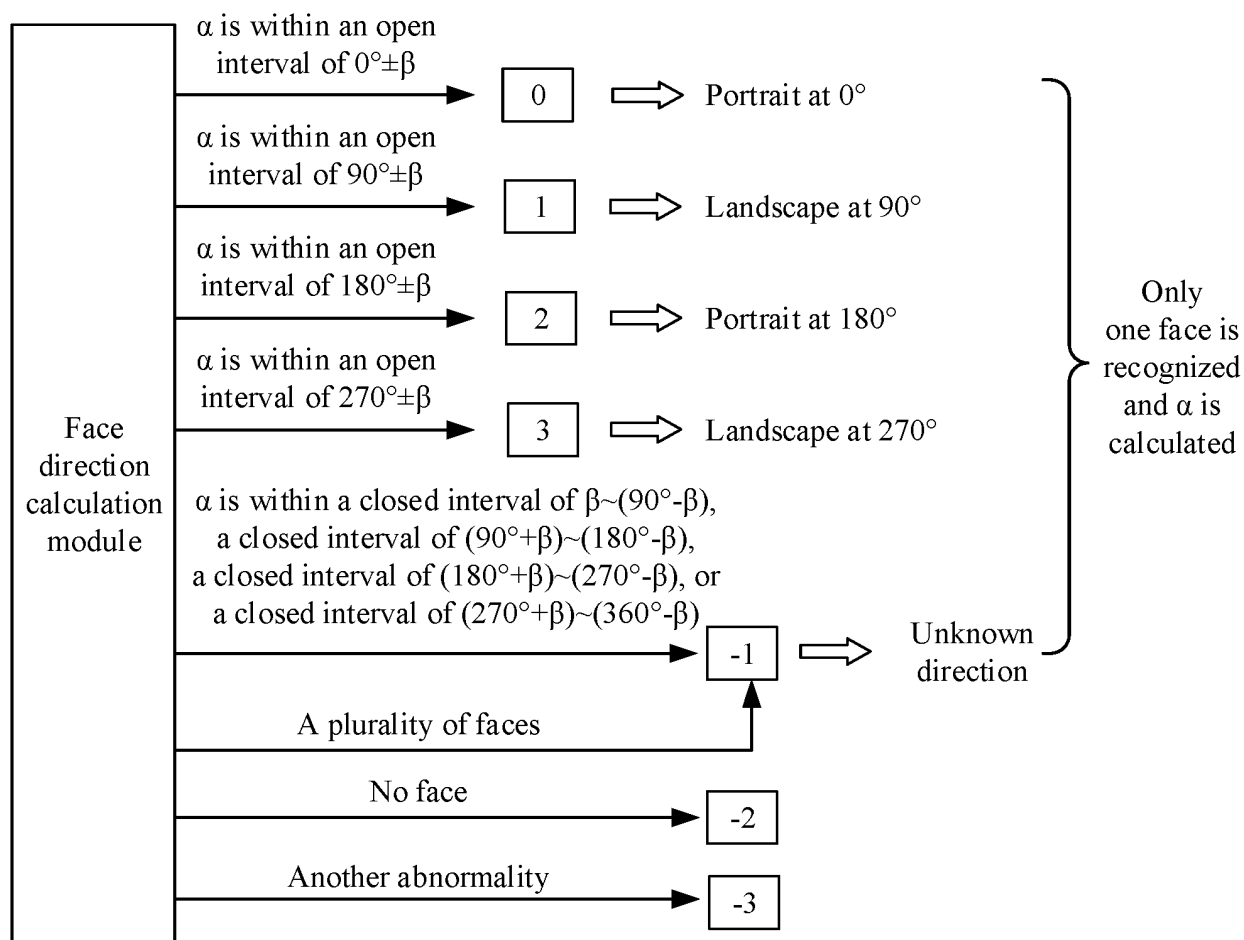 α is within an open
interval of 0°±β
0
Portrait at 0°
α is within an open
interval of 90°±β
1
Landscape at 90°
α is within an open
interval of 180°±β
2
Portrait at 180°
α is within an open
interval of 270°±β
3
Landscape at 270°
Only
one face is
recognized
and α is
calculated
Face
direction
calculation
module
α is within a closed interval of β~(90°-β),
a closed interval of (90°+β)~(180°-β),
a closed interval of (180°+β)~(270°-β), or
a closed interval of (270°+β)~(360°-β)
-1
Unknown
direction
A plurality of faces
No face
-2
Another abnormality
-3